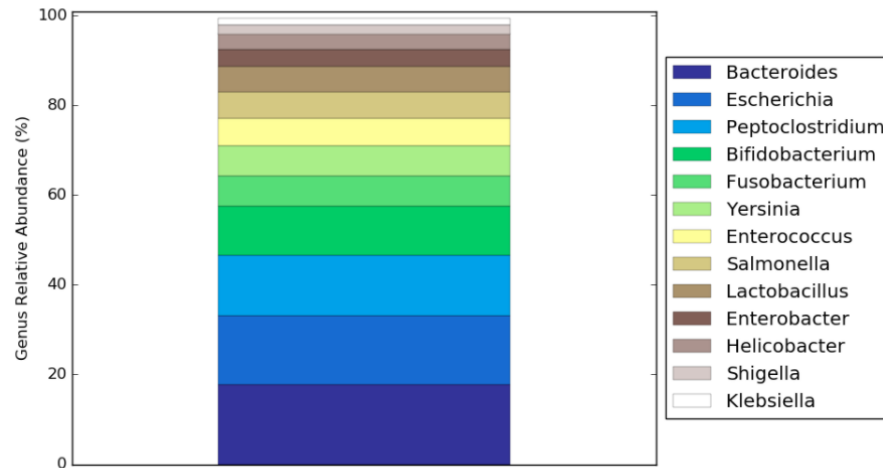 100
80
60
40
20
0
Genus Relative Abundance (%)
Bacteroides
Escherichia
Peptoclostridium
Bifidobacterium
Fusobacterium
Yersinia
Enterococcus
Salmonella
Lactobacillus
Enterobacter
Helicobacter
Shigella
Klebsiella